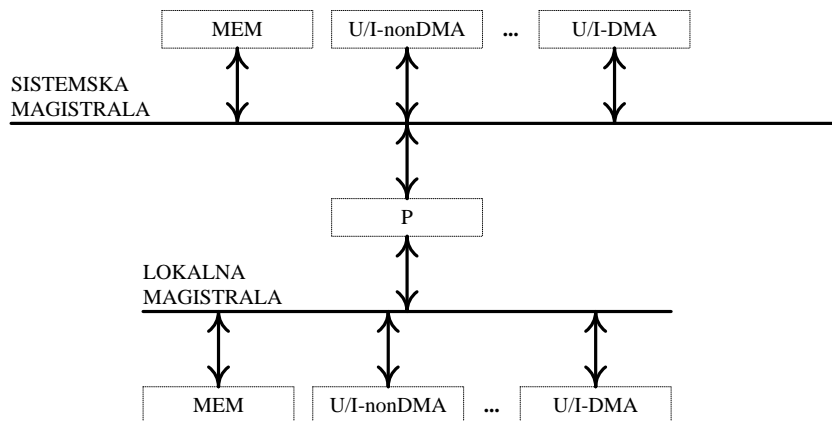 MEM U/I-nonDMA ... U/I-DMA
SISTEMSKA
MAGISTRALA
P
LOKALNA
MAGISTRALA
MEM U/I-nonDMA ... U/I-DMA